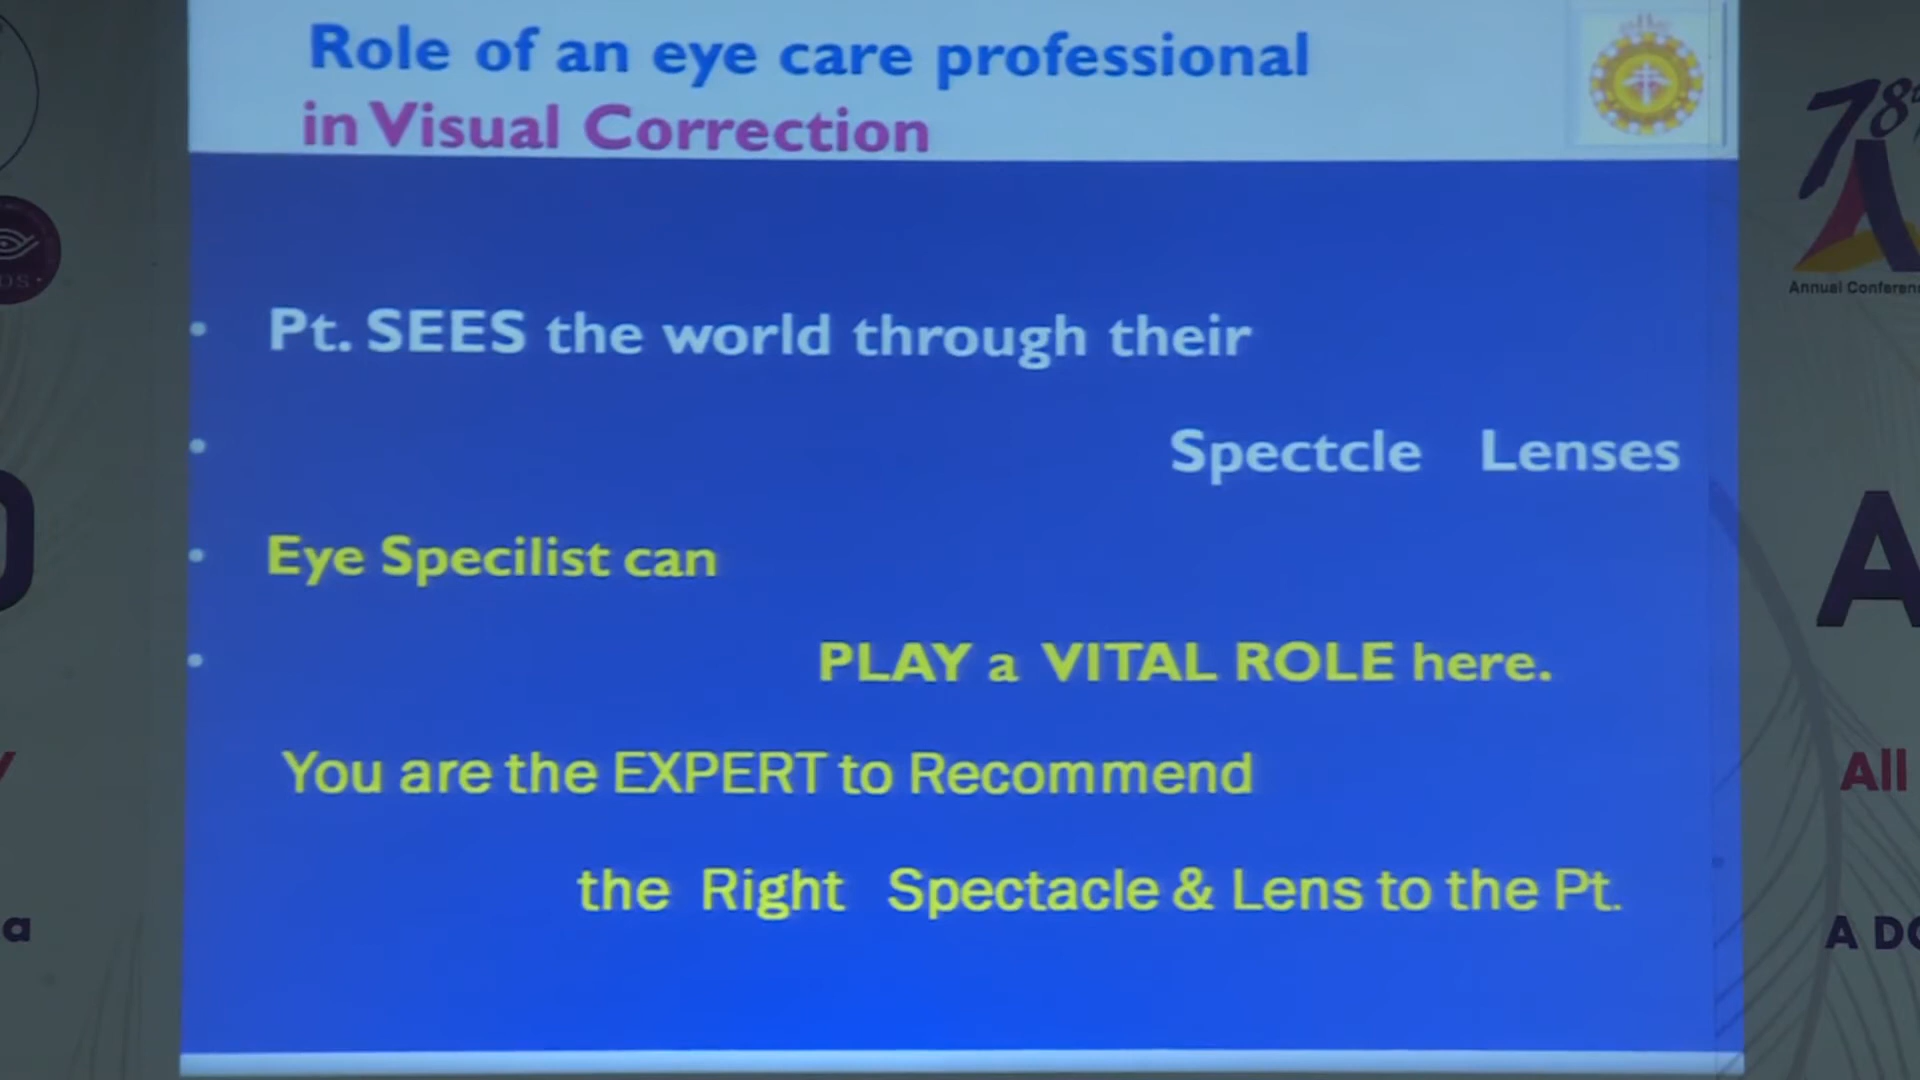 Role of an eye care professional
in Visual Correction
78th
Annual
• Pt. SEES the world through their
• Spectcle Lenses
• Eye Specilist can
• PLAY a VITAL ROLE here.
You are the EXPERT to Recommend
All
the Right Spectacle & Lens to the Pt.
a
A